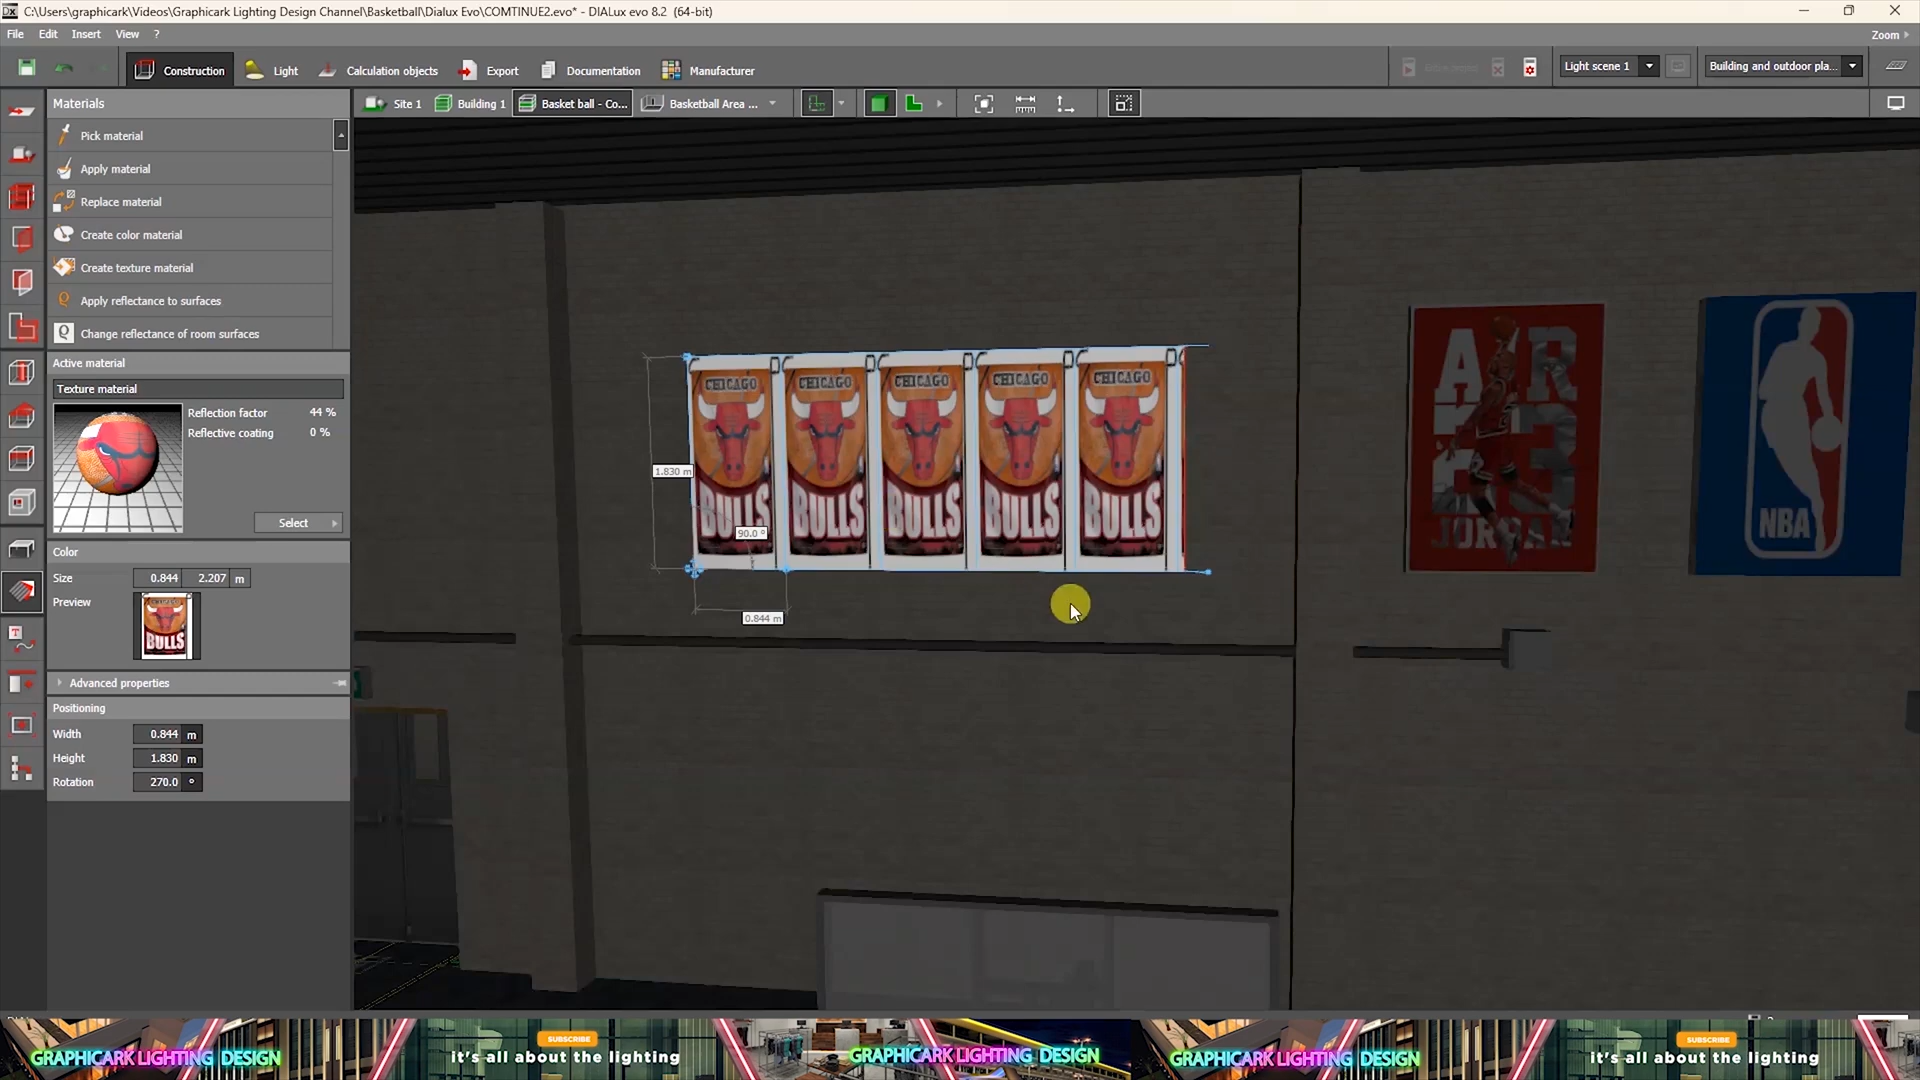 C:\Users\graphicark\Videos\Graphicark Lighting Design Channel\Basketball\Dialux Evo\COMTINUE2.evo* - DIALux evo 8.2 (64-bit)
File Edit Insert View ?
Zoom
Construction Light Calculation objects Export Documentation Manufacturer
Light scene 1 Building and outdoor pla...
Site 1 Building 1 Basket ball - Co... Basketball Area ...
Materials
Pick material
Apply material
Replace material
Create color material
Create texture material
Apply reflectance to surfaces
Change reflectance of room surfaces
Active material
Texture material
Reflection factor 44 %
Reflective coating 0 %
Select
Color
Size 0.844 2.207 m
Preview
BULLS
Advanced properties
Positioning
Width 0.844 m
Height 1.830 m
Rotation 270.0 °
CHICAGO CHICAGO CHICAGO CHICAGO CHICAGO
BULLS BULLS BULLS BULLS BULLS
1.830 m
90.0 °
0.844 m
A R
23
JORDAN
NBA
GRAPHICARK LIGHTING DESIGN
SUBSCRIBE
it's all about the lighting
GRAPHICARK LIGHTING DESIGN
GRAPHICARK LIGHTING DESIGN
SUBSCRIBE
it's all about the lighting